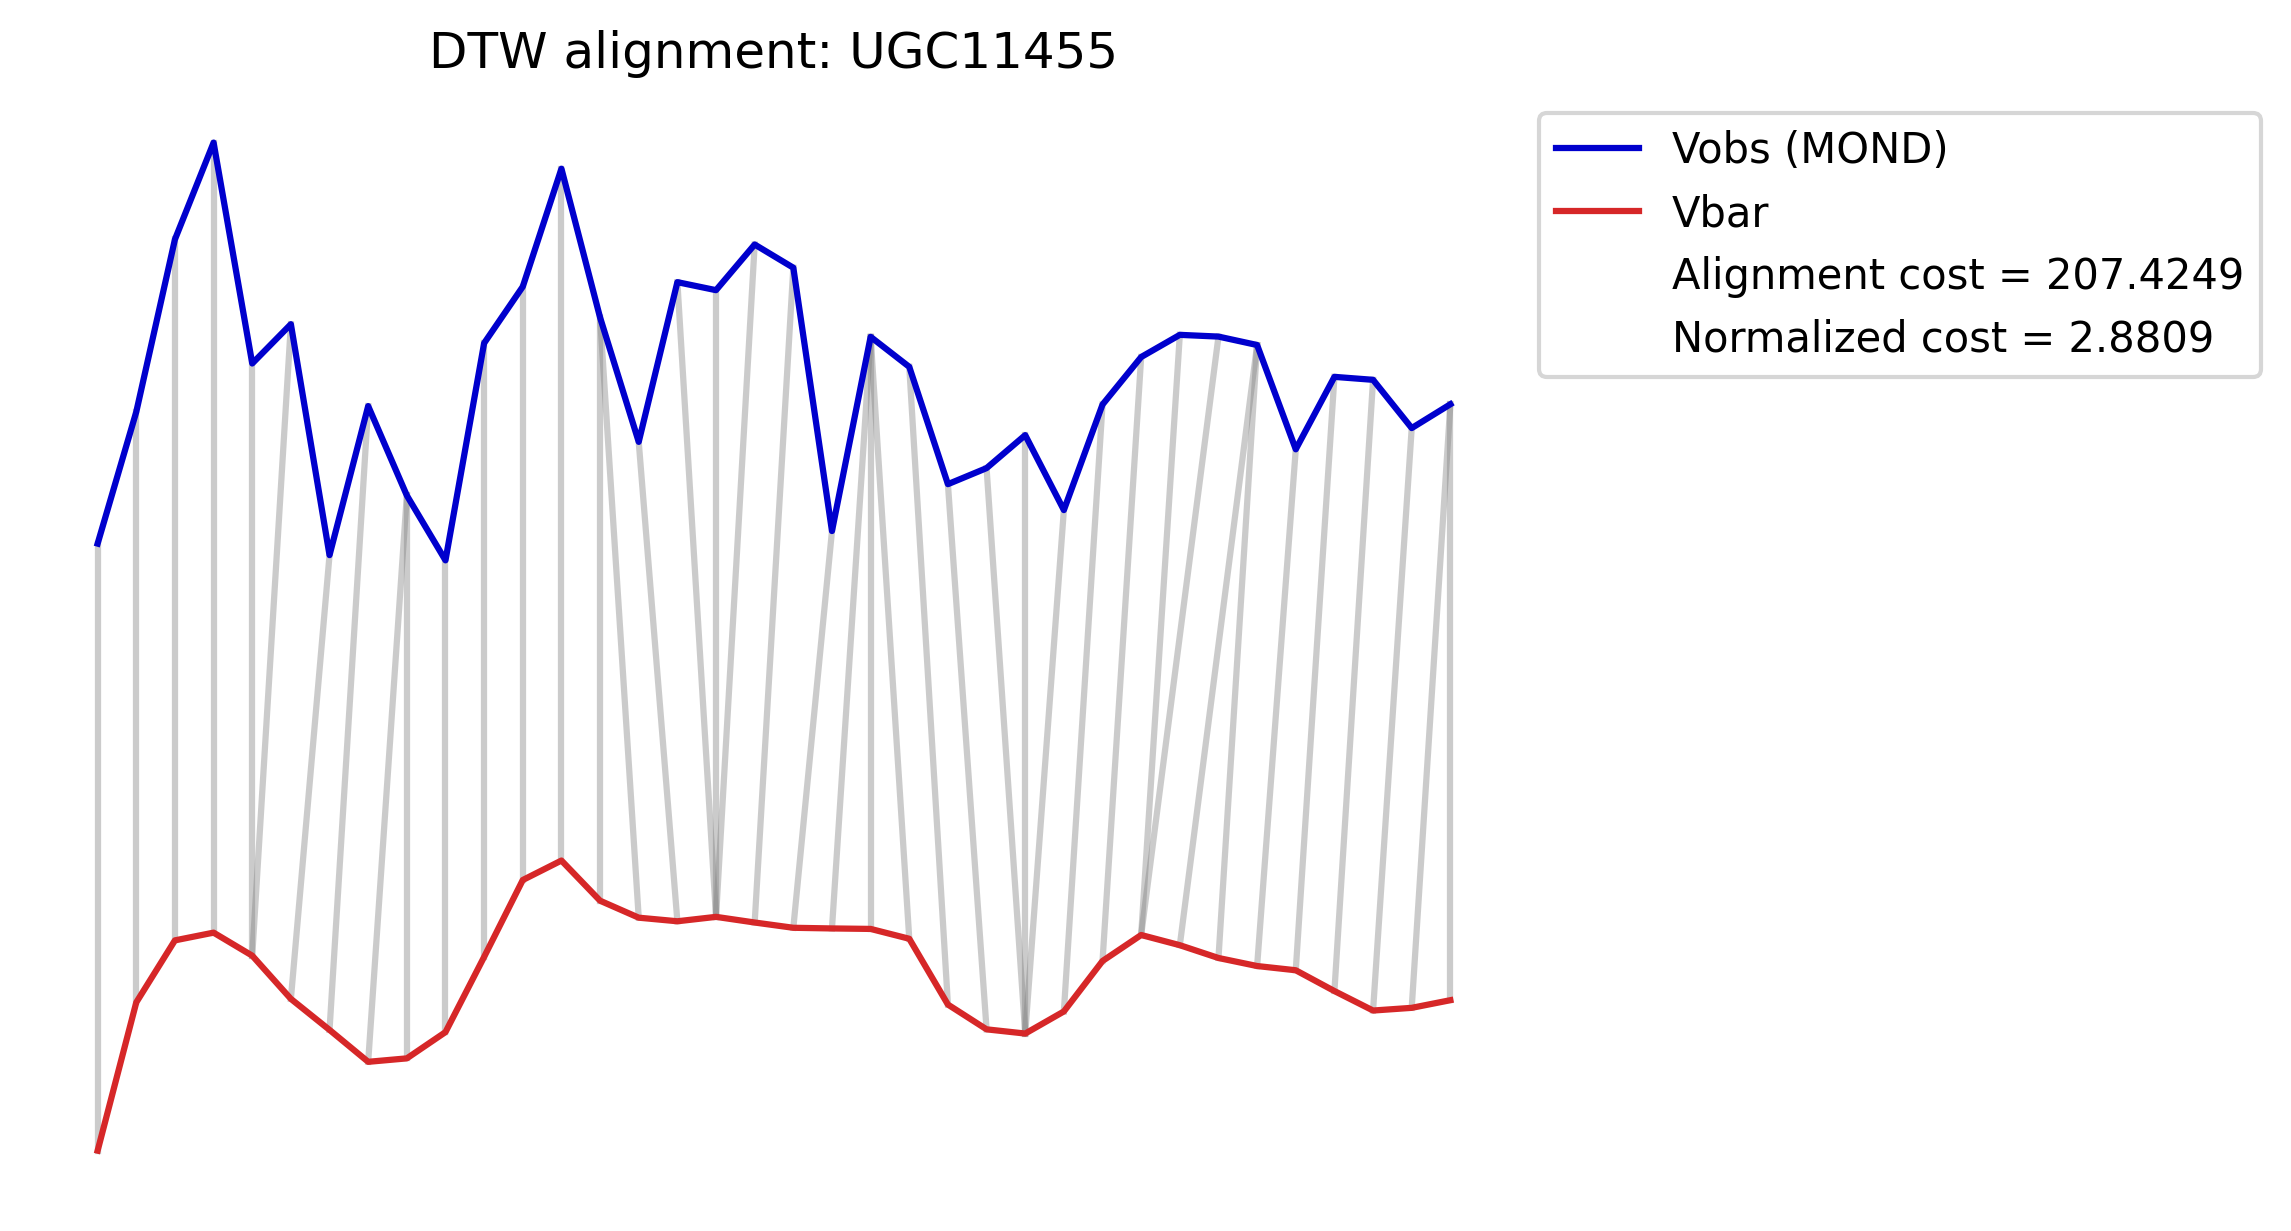 DTW alignment: UGC11455
Vobs (MOND)
Vbar
Alignment cost = 207.4249
Normalized cost = 2.8809